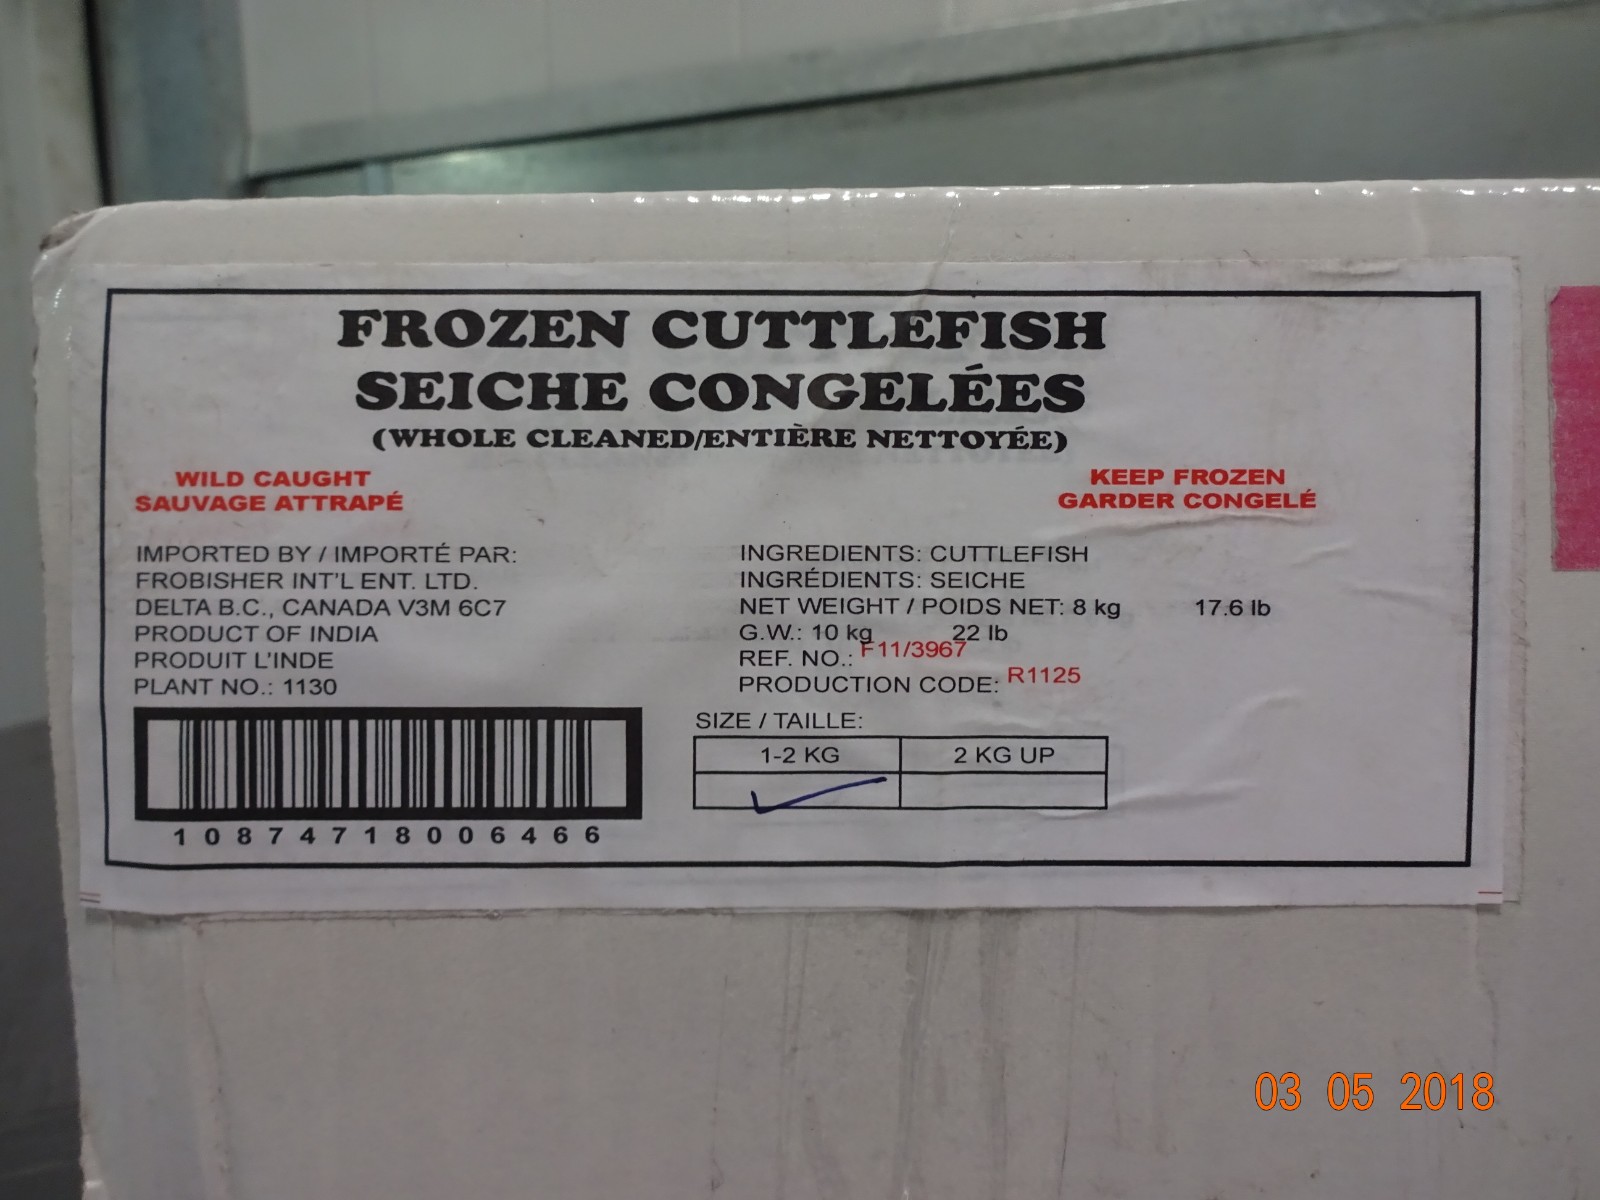 FROZEN CUTTLEFISH
SEICHE CONGELÉES
(WHOLE CLEANED/ENTIÈRE NETTOYÉE)
WILD CAUGHT
SAUVAGE ATTRAPÉ
KEEP FROZEN
GARDER CONGELÉ
IMPORTED BY / IMPORTÉ PAR:
FROBISHER INT'L ENT. LTD.
DELTA B.C., CANADA V3M 6C7
PRODUCT OF INDIA
PRODUIT L'INDE
PLANT NO.: 1130
INGREDIENTS: CUTTLEFISH
INGRÉDIENTS: SEICHE
NET WEIGHT / POIDS NET: 8 kg 17.6 lb
G.W.: 10 kg 22 lb
REF. NO.: F11/3967
PRODUCTION CODE: R1125
SIZE / TAILLE:
1-2 KG 2 KG UP
10874718006466
03 05 2018